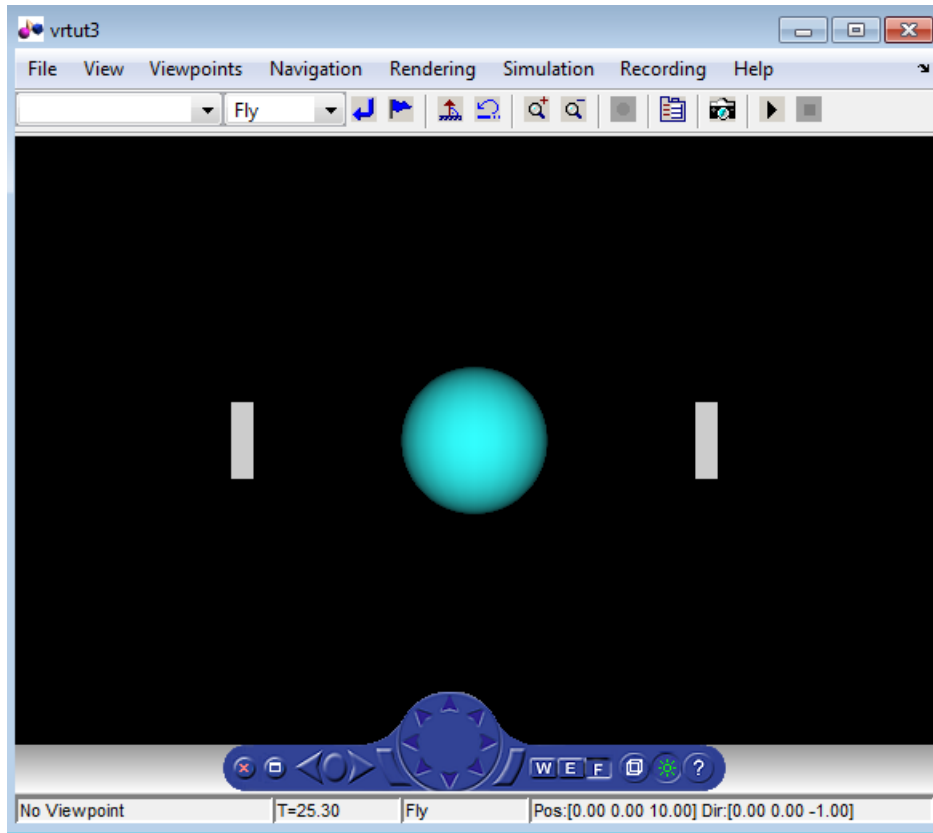 vrtut3
File View Viewpoints Navigation Rendering Simulation Recording Help
Fly
W E F ?
No Viewpoint T=25.30 Fly Pos:[0.00 0.00 10.00] Dir:[0.00 0.00 -1.00]